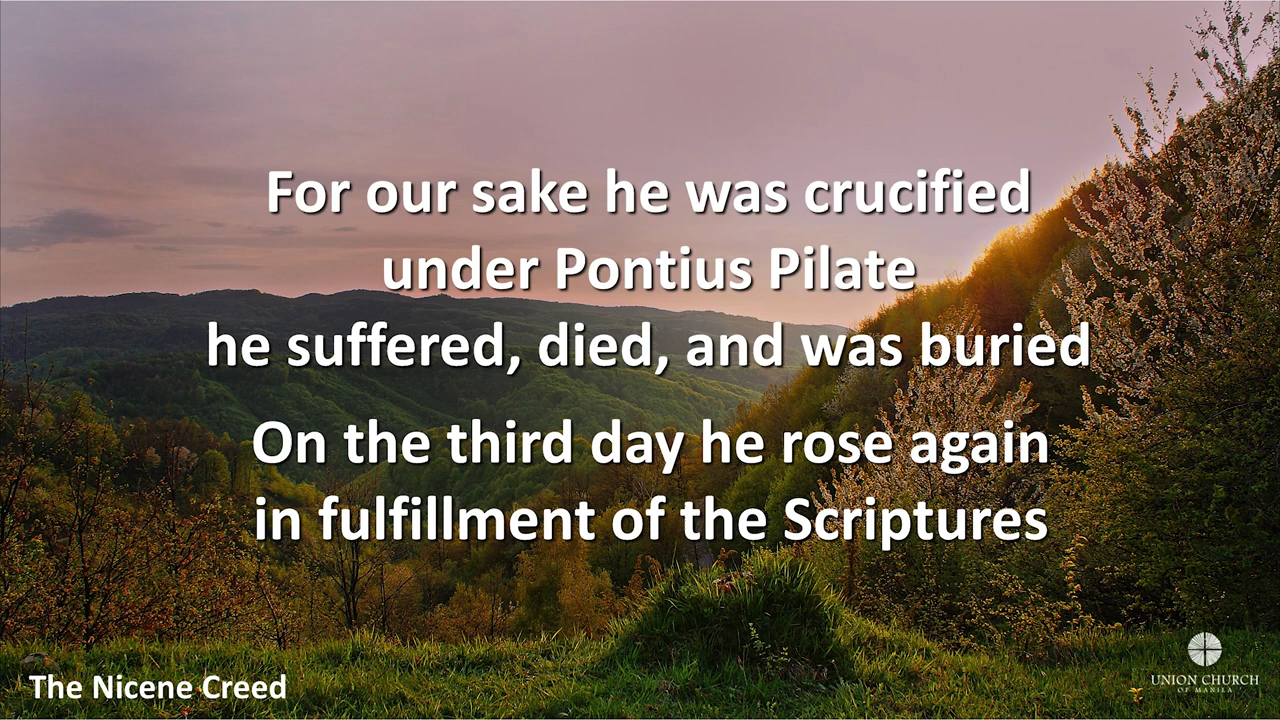 For our sake he was crucified
under Pontius Pilate
he suffered, died, and was buried
On the third day he rose again
in fulfillment of the Scriptures
The Nicene Creed
UNION CHURCH
OF MANILA